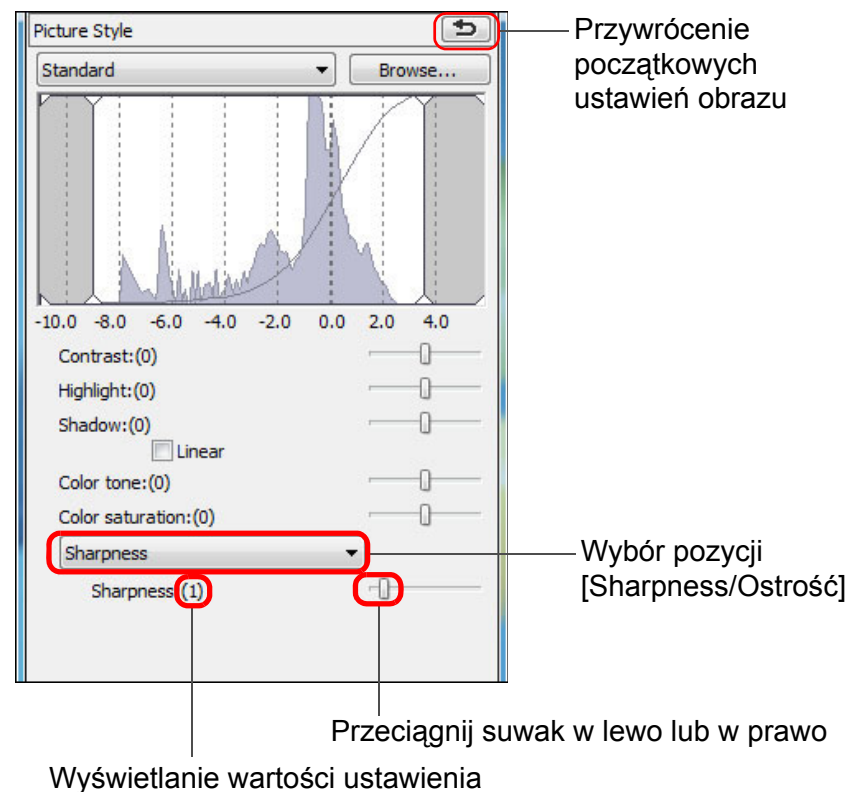 Picture Style
Przywrócenie
początkowych
ustawień obrazu
Standard
Browse...
-10.0 -8.0 -6.0 -4.0 -2.0 0.0 2.0 4.0
Contrast:(0)
Highlight:(0)
Shadow:(0)
Linear
Color tone:(0)
Color saturation:(0)
Sharpness
Wybór pozycji
[Sharpness/Ostrość]
Sharpness:(1)
Przeciągnij suwak w lewo lub w prawo
Wyświetlanie wartości ustawienia